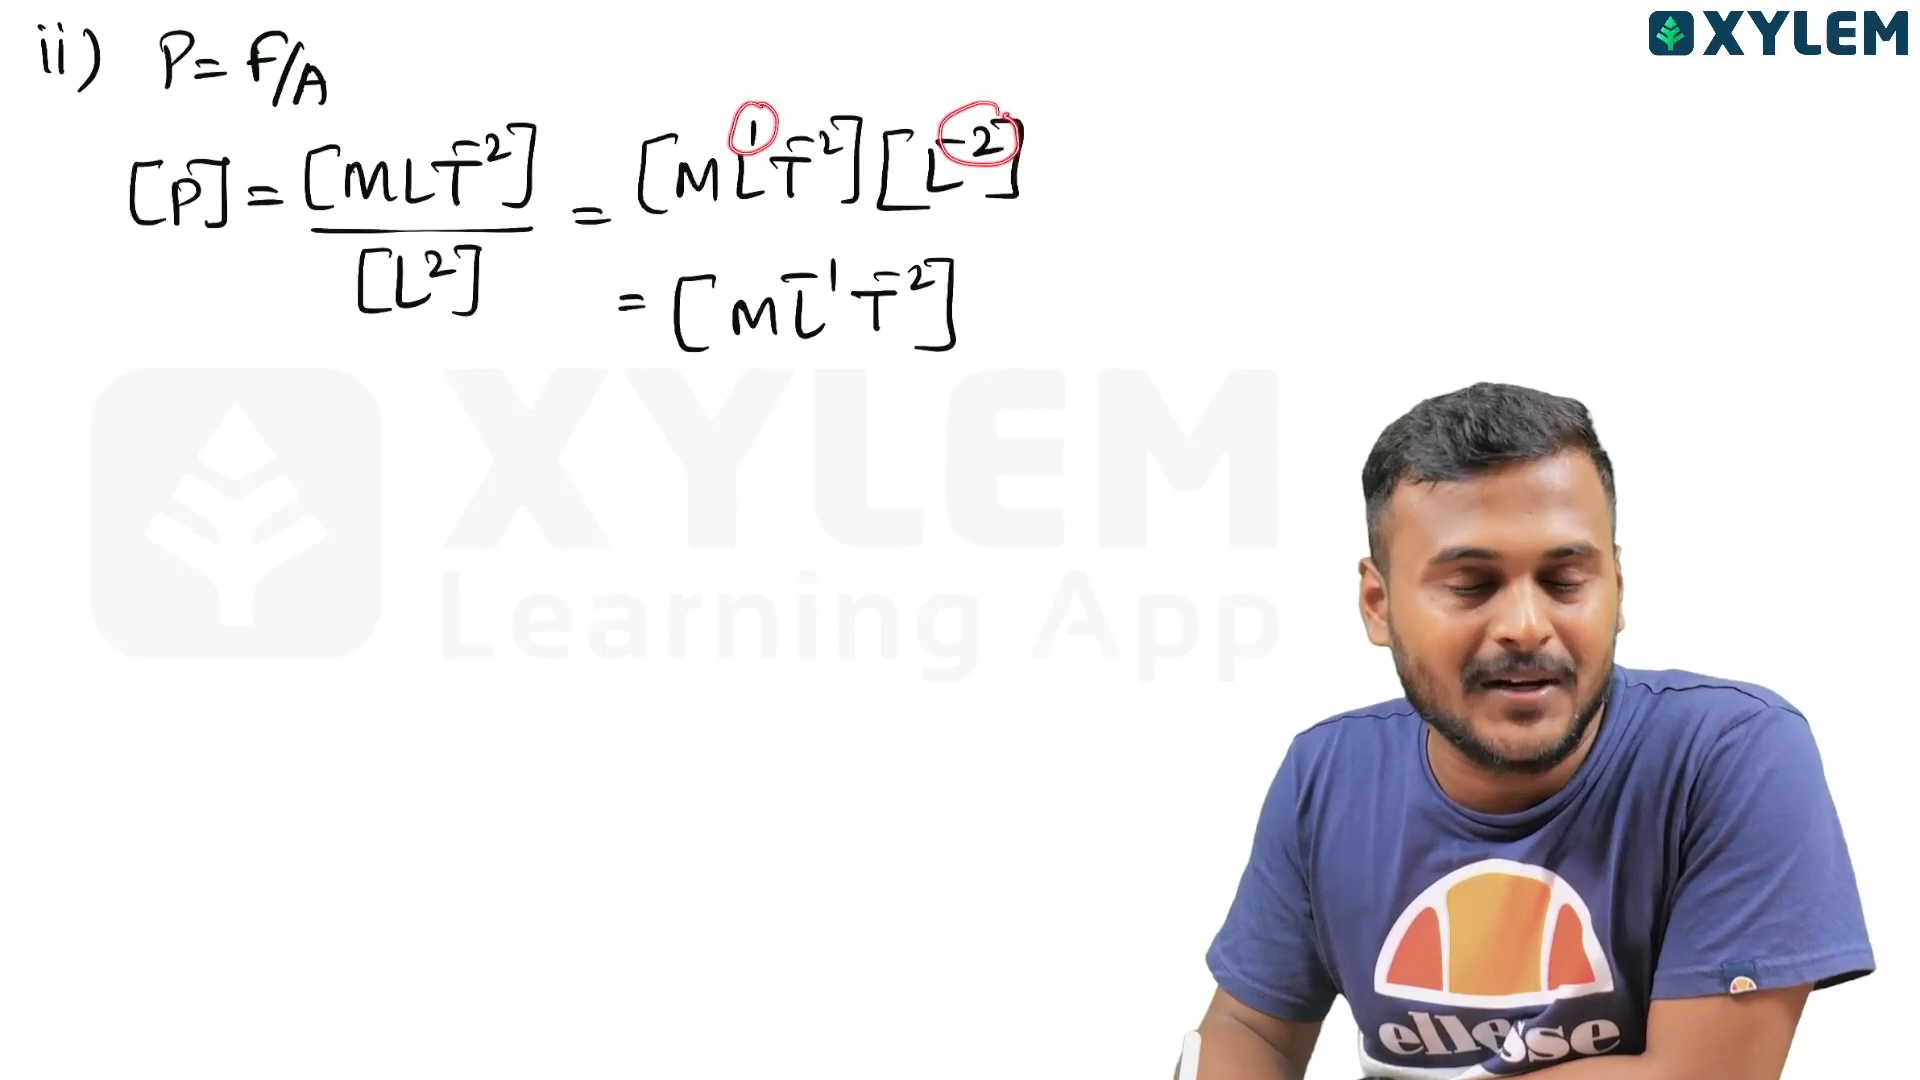 XYLEM
ii) P = F/A
[P] = [MLT⁻²] / [L²] = [ML¹T⁻²][L⁻²]
= [ML⁻¹T⁻²]
XYLEM
Learning App
ellesse